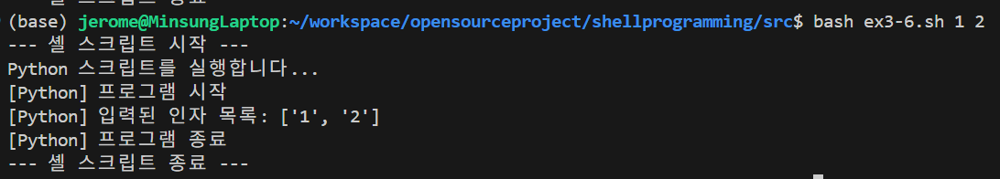 (base) jerome@MinsungLaptop:~/workspace/opensourceproject/shellprogramming/src$ bash ex3-6.sh 1 2
--- 셸 스크립트 시작 ---
Python 스크립트를 실행합니다...
[Python] 프로그램 시작
[Python] 입력된 인자 목록: ['1', '2']
[Python] 프로그램 종료
--- 셸 스크립트 종료 ---